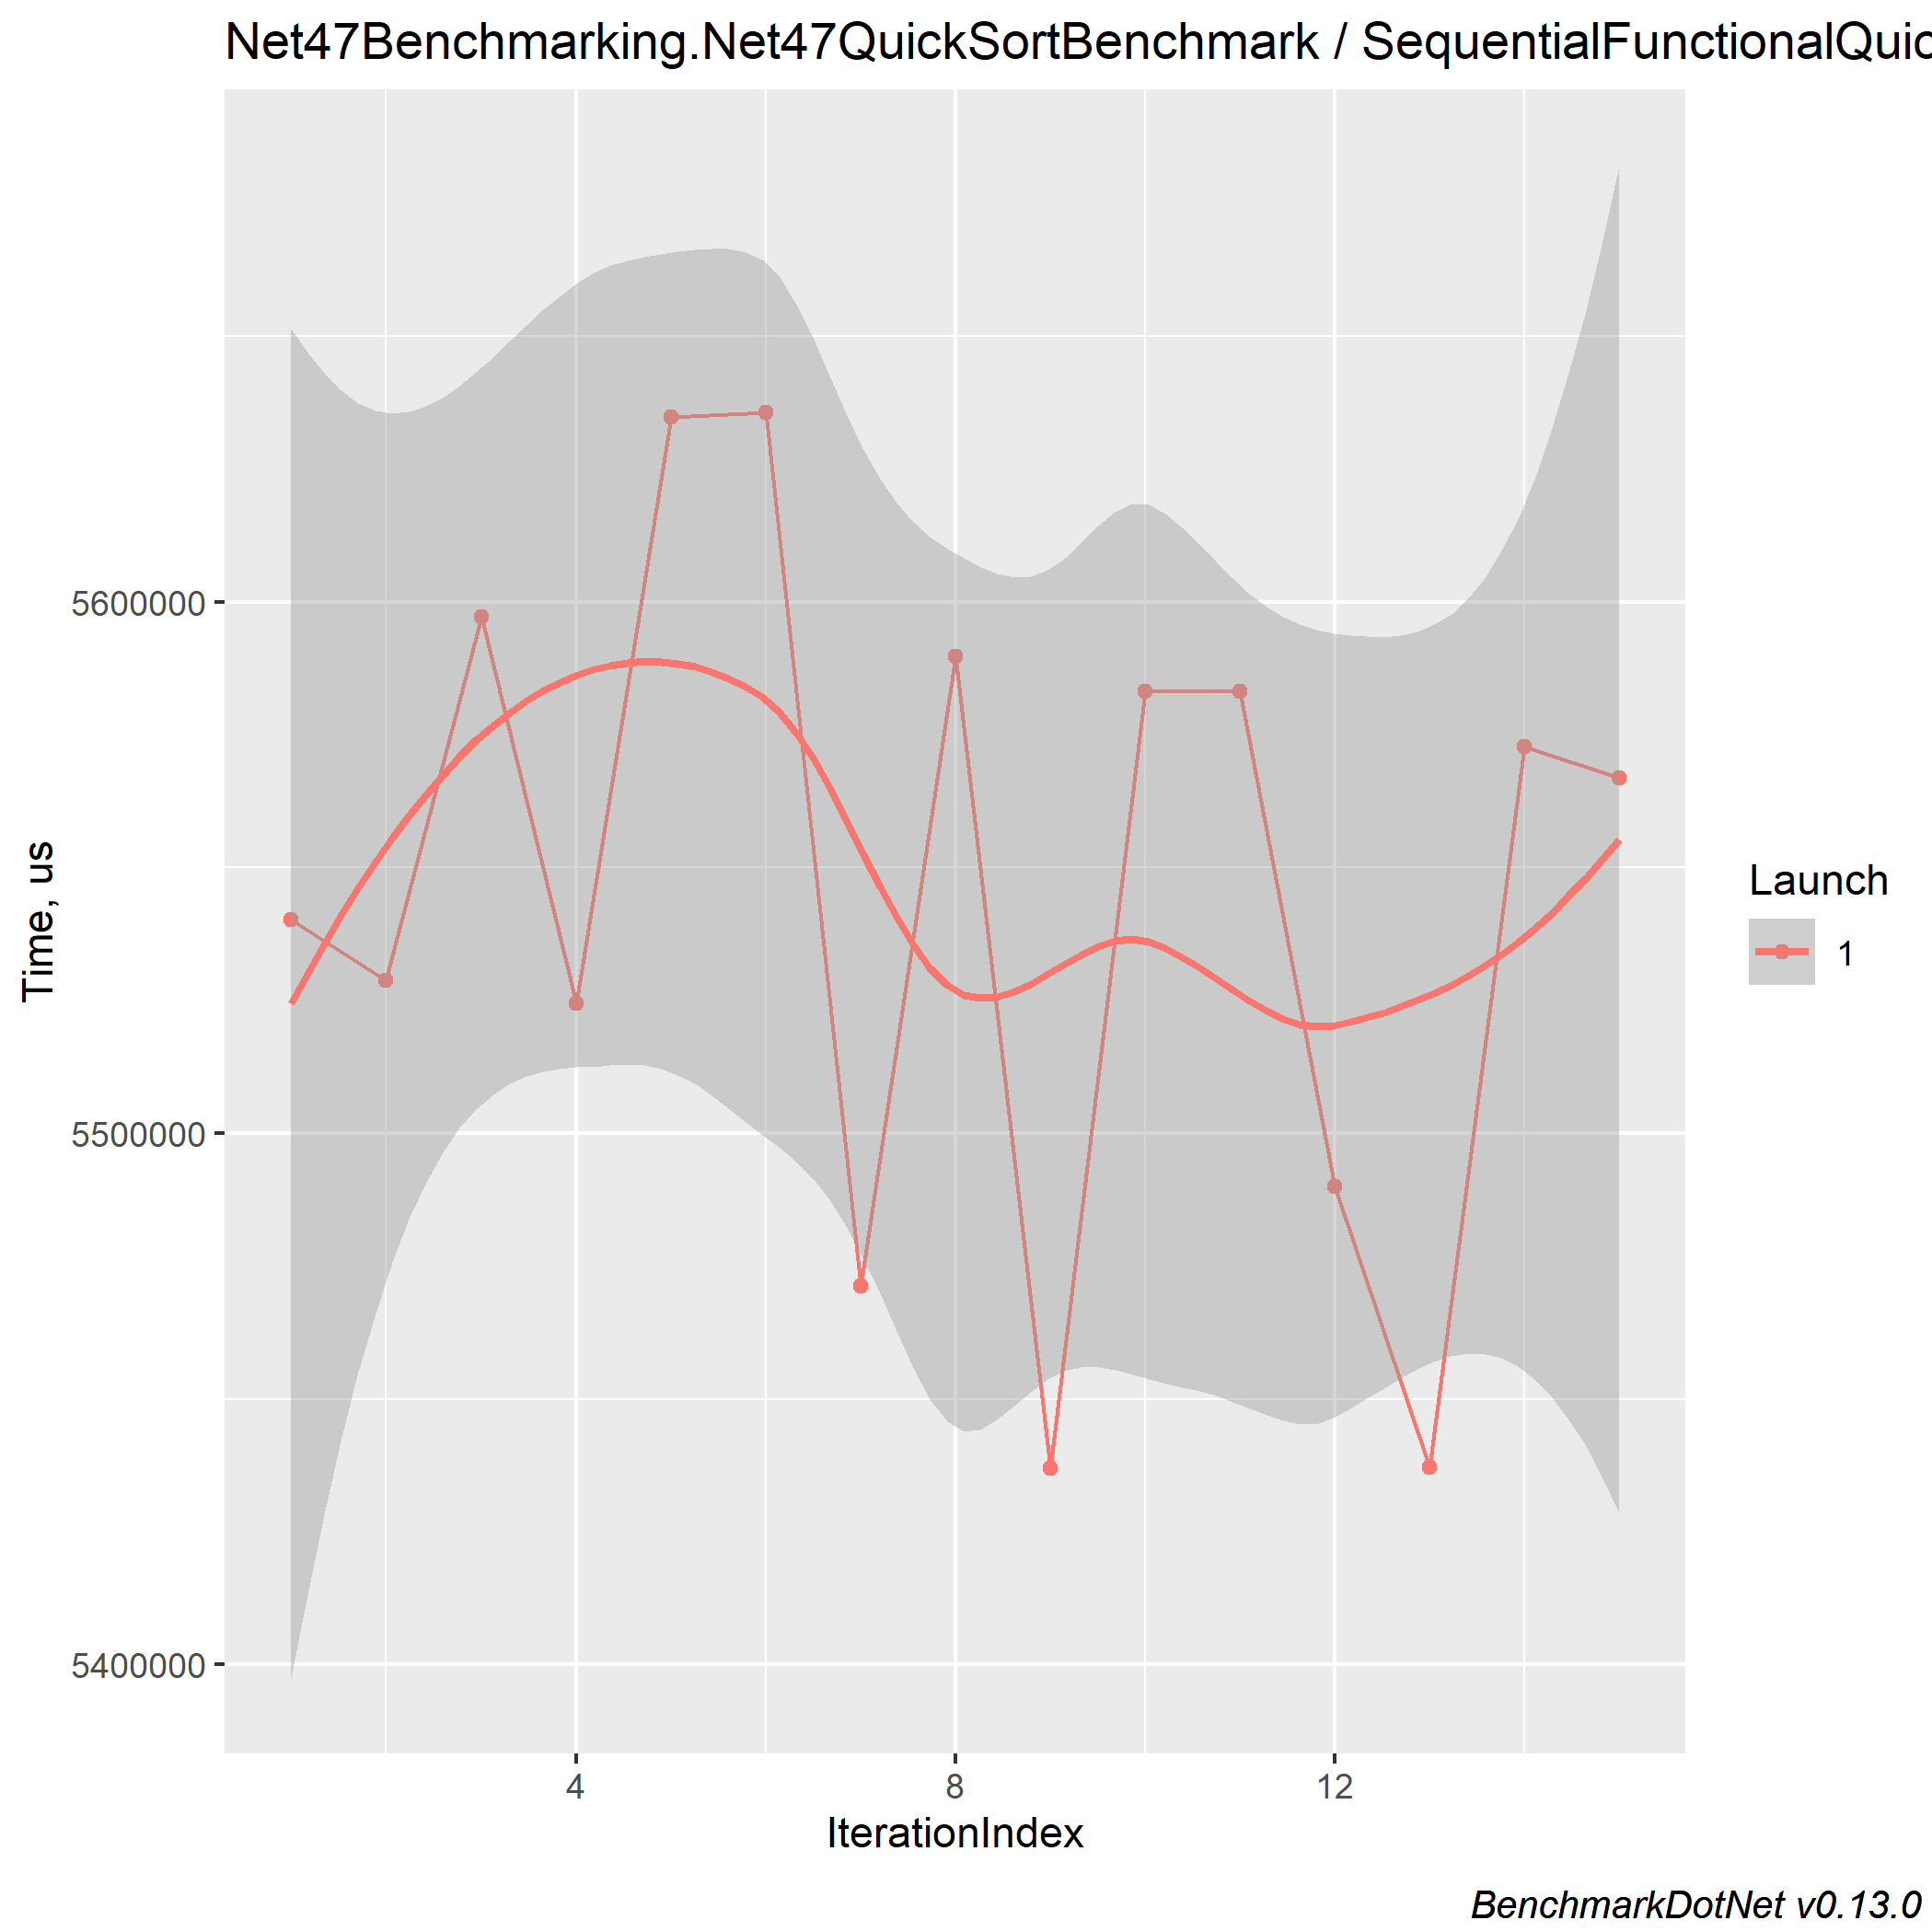 Net47Benchmarking.Net47QuickSortBenchmark / SequentialFunctionalQuic
Time, us
5600000
5500000
5400000
4 8 12
IterationIndex
Launch
1
BenchmarkDotNet v0.13.0